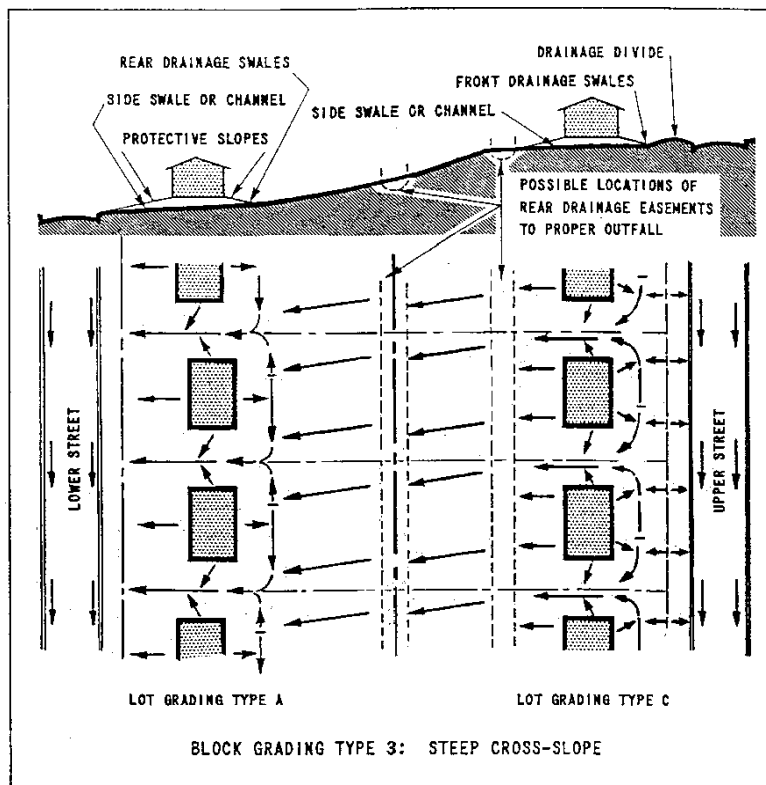 REAR DRAINAGE SWALES
SIDE SWALE OR CHANNEL
PROTECTIVE SLOPES
DRAINAGE DIVIDE
FRONT DRAINAGE SWALES
SIDE SWALE OR CHANNEL
POSSIBLE LOCATIONS OF
REAR DRAINAGE EASEMENTS
TO PROPER OUTFALL
LOWER STREET
UPPER STREET
LOT GRADING TYPE A
LOT GRADING TYPE C
BLOCK GRADING TYPE 3: STEEP CROSS-SLOPE